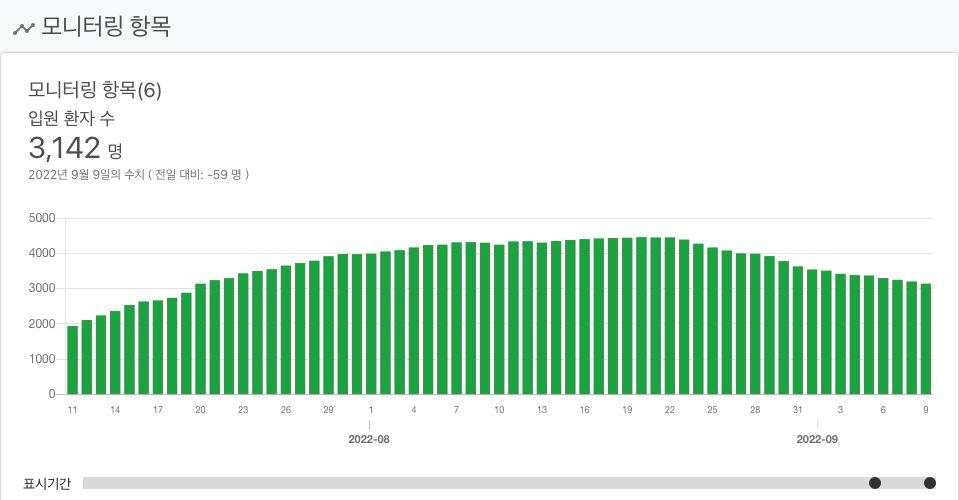 모니터링 항목
모니터링 항목(6)
입원 환자 수
3,142 명
2022년 9월 9일의 수치 ( 전일 대비: -59 명 )
5000
4000
3000
2000
1000
0
11 14 17 20 23 26 29 1 4 7 10 13 16 19 22 25 28 31 3 6 9
2022-08 2022-09
표시기간